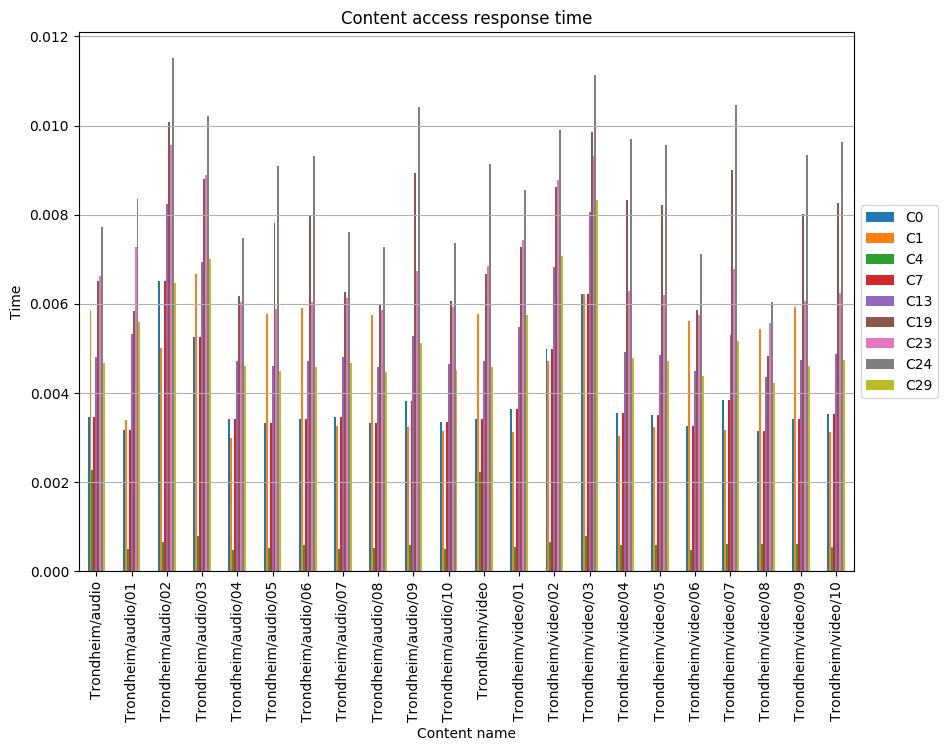 Content access response time
0.012
0.010
0.008
0.006
0.004
0.002
0.000
Time
Trondheim/audio
Trondheim/audio/01
Trondheim/audio/02
Trondheim/audio/03
Trondheim/audio/04
Trondheim/audio/05
Trondheim/audio/06
Trondheim/audio/07
Trondheim/audio/08
Trondheim/audio/09
Trondheim/audio/10
Trondheim/video
Trondheim/video/01
Trondheim/video/02
Trondheim/video/03
Trondheim/video/04
Trondheim/video/05
Trondheim/video/06
Trondheim/video/07
Trondheim/video/08
Trondheim/video/09
Trondheim/video/10
Content name
C0
C1
C4
C7
C13
C19
C23
C24
C29